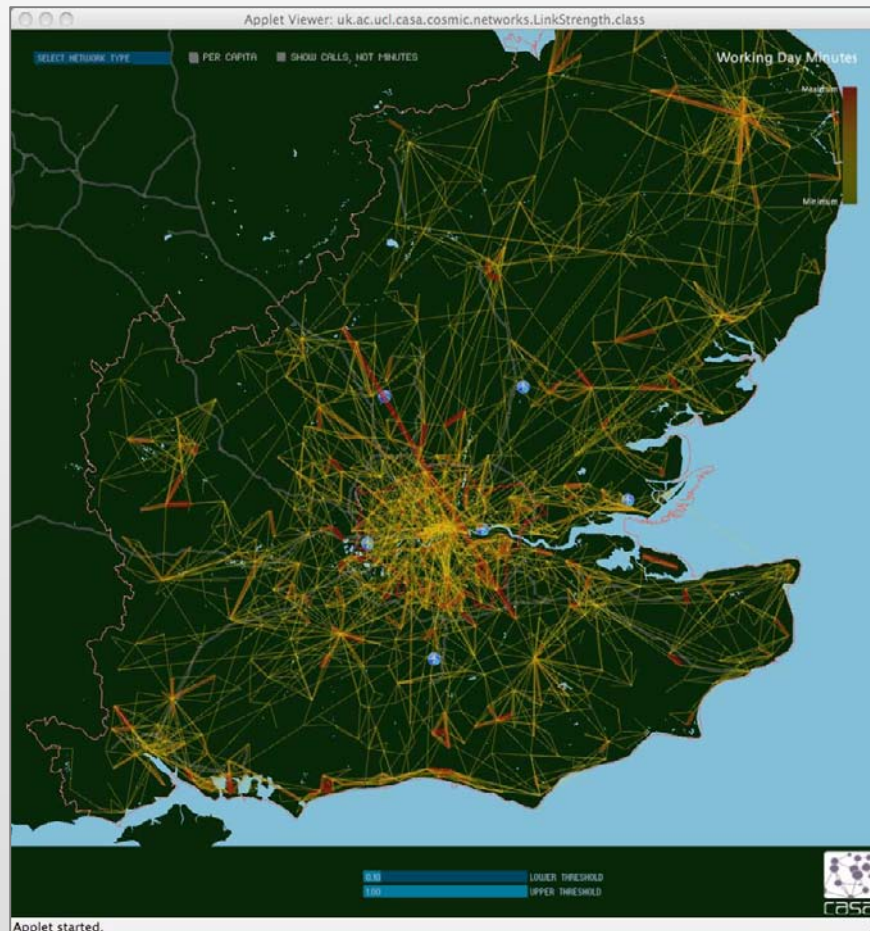 Applet Viewer: uk.ac.ucl.casa.cosmic.networks.LinkStrength.class
SELECT NETWORK TYPE
PER CAPITA
SHOW CALLS, NOT MINUTES
Working Day Minutes
Maximum
Minimum
0.10
LOWER THRESHOLD
1.00
UPPER THRESHOLD
casa
Applet started.